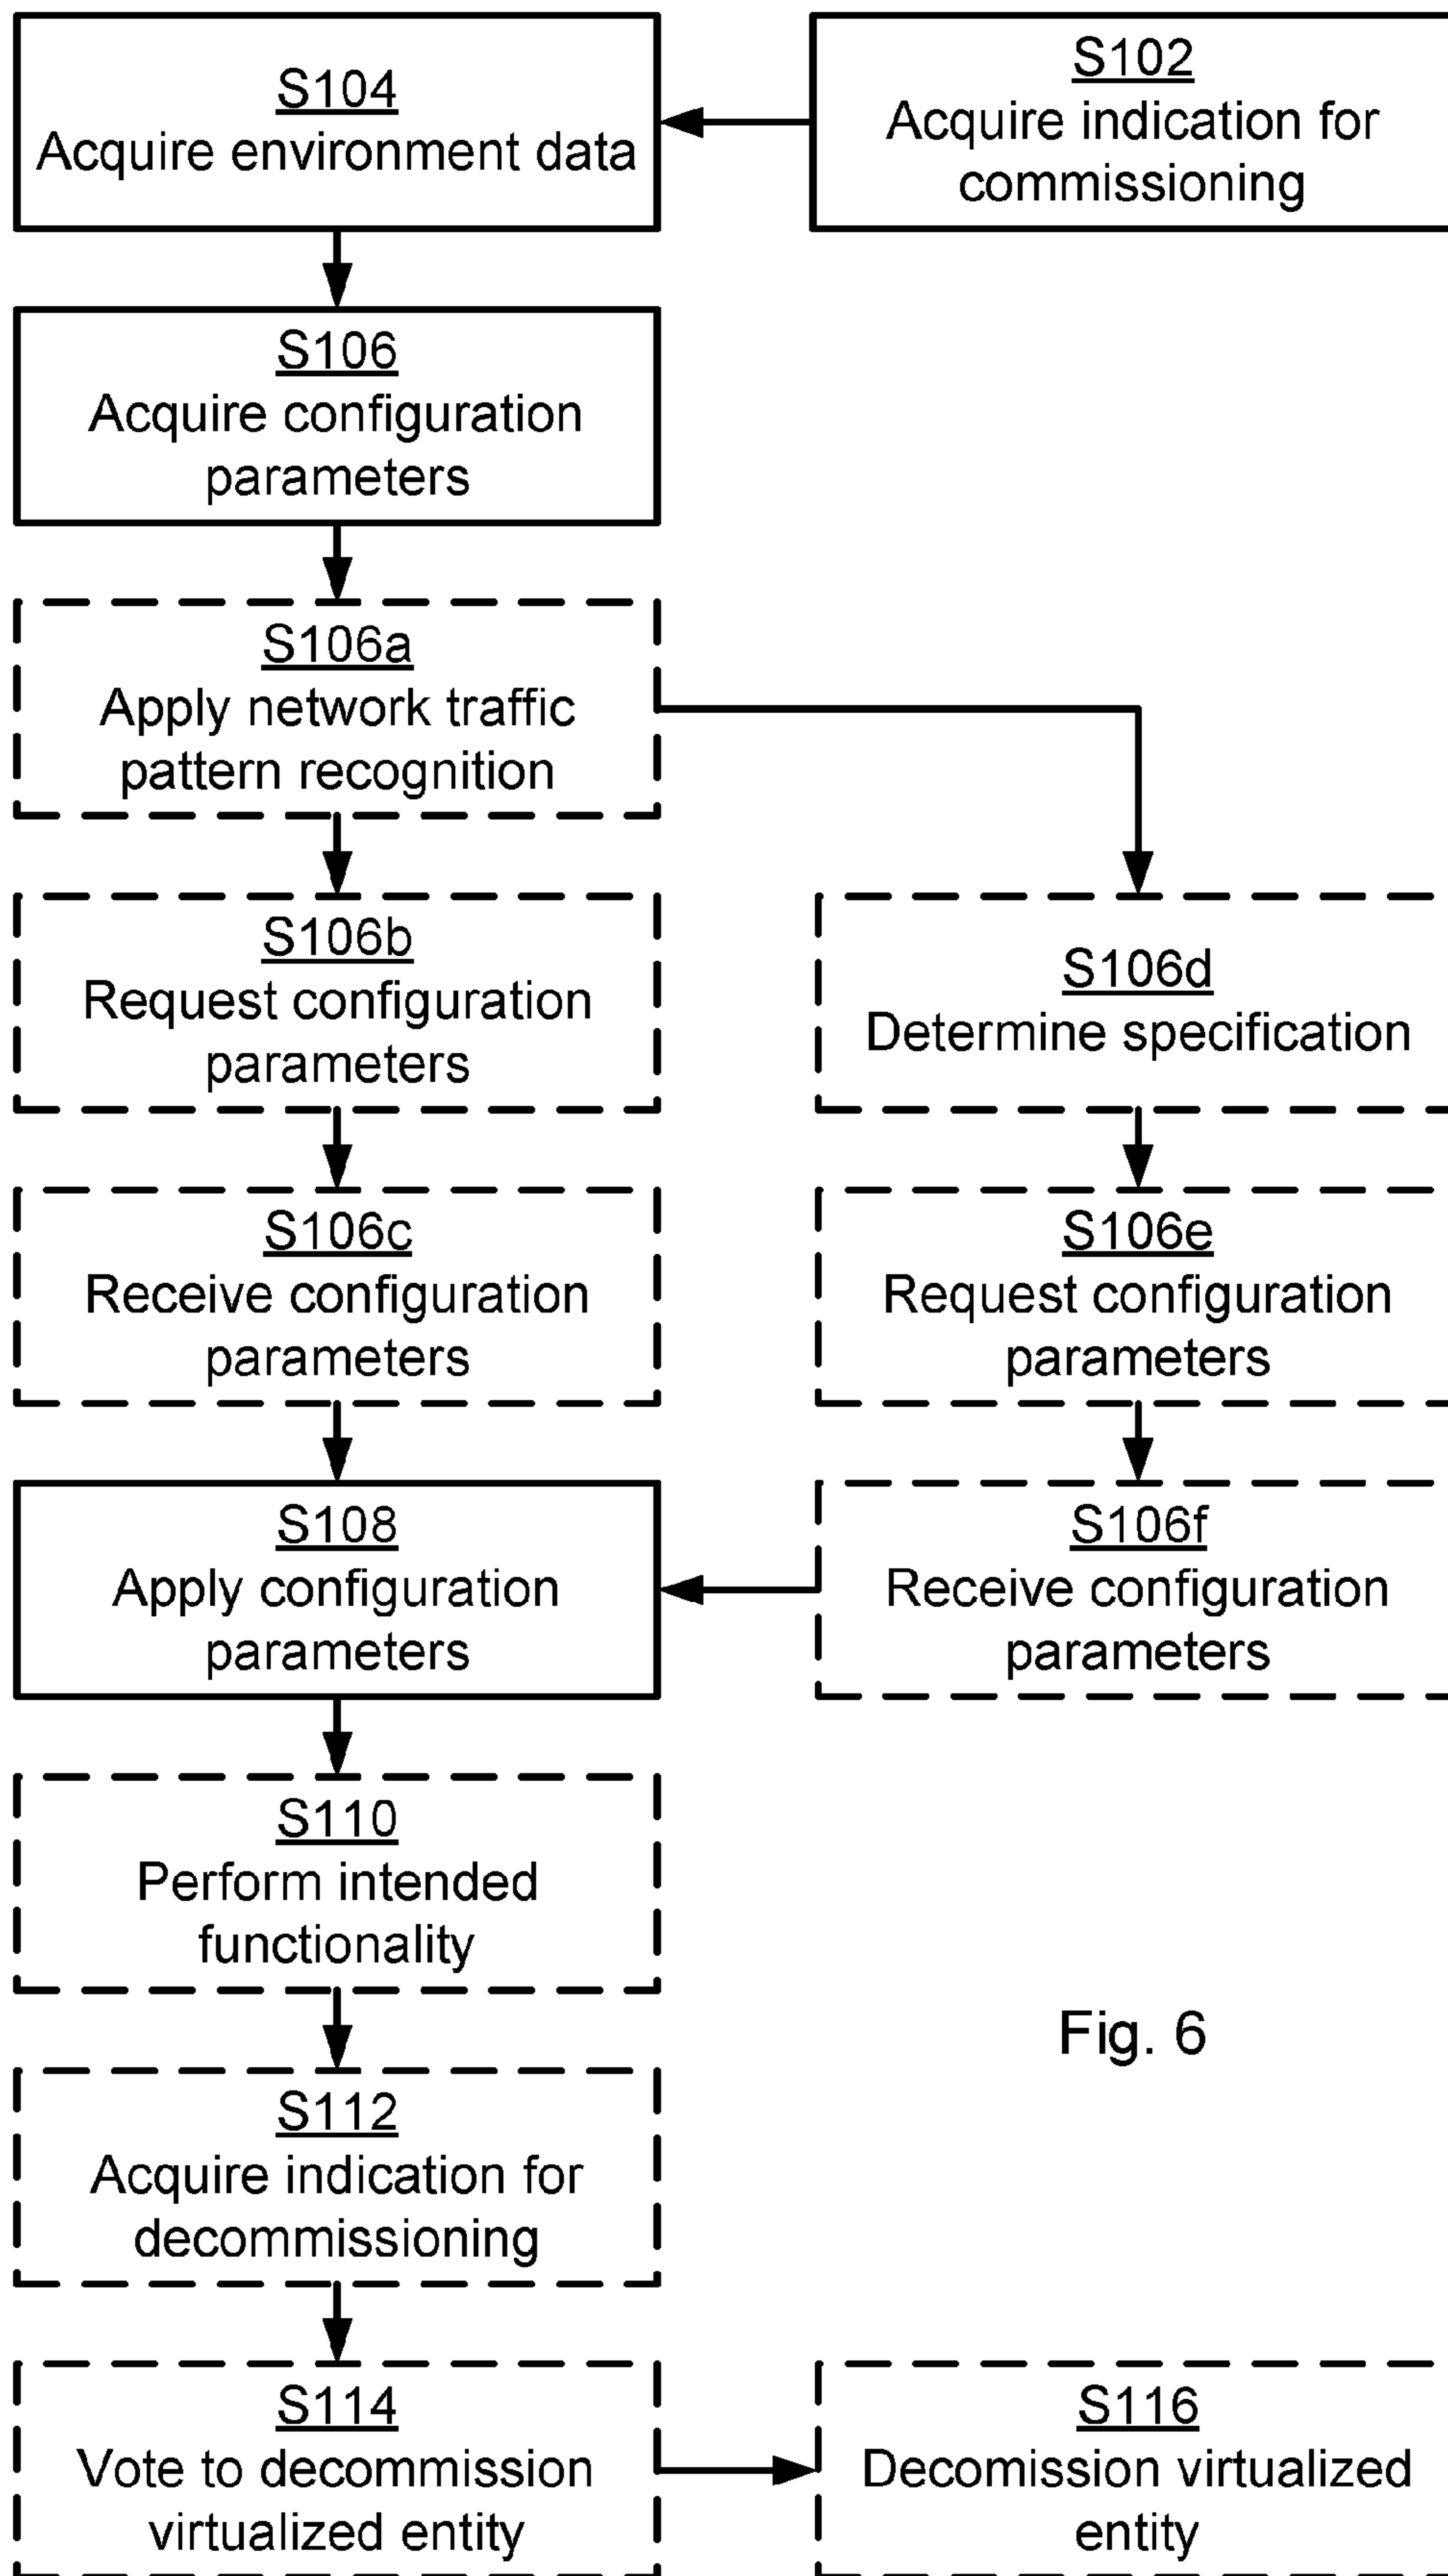 S104
Acquire environment data
S102
Acquire indication for
commissioning
S106
Acquire configuration
parameters
S106a
Apply network traffic
pattern recognition
S106b
Request configuration
parameters
S106d
Determine specification
S106c
Receive configuration
parameters
S106e
Request configuration
parameters
S108
Apply configuration
parameters
S106f
Receive configuration
parameters
S110
Perform intended
functionality
Fig. 6
S112
Acquire indication for
decommissioning
S114
Vote to decommission
virtualized entity
S116
Decomission virtualized
entity